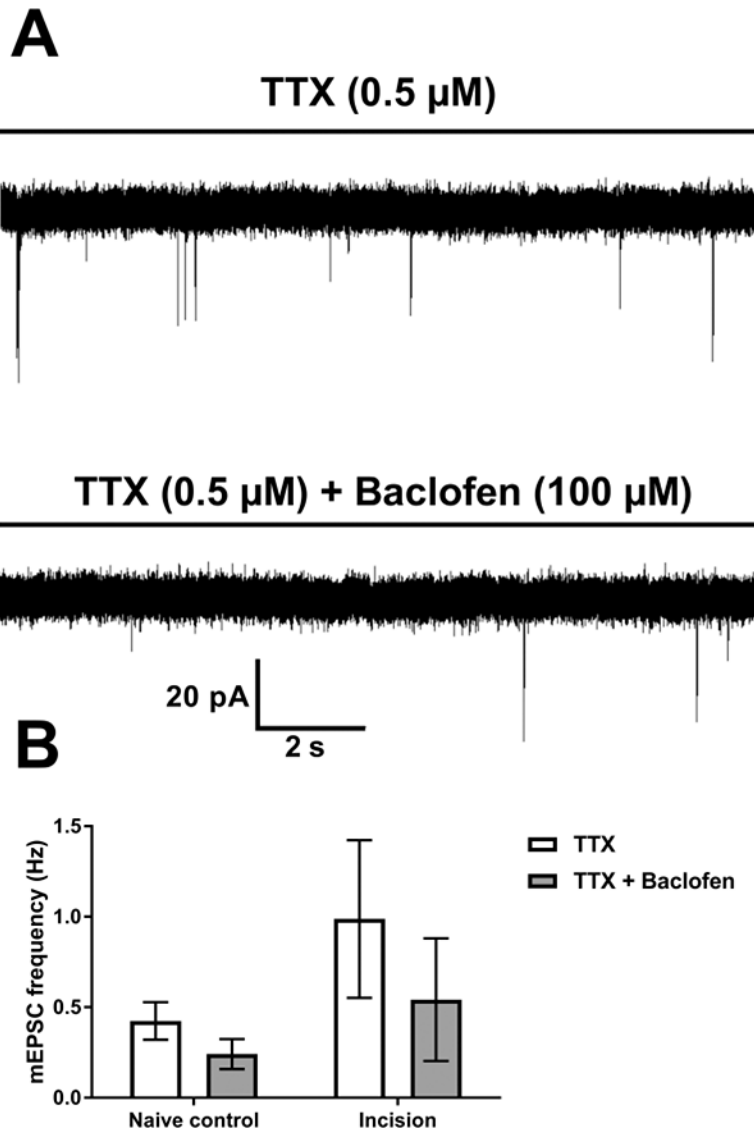 A
TTX (0.5 µM)
TTX (0.5 µM) + Baclofen (100 µM)
20 pA
2 s
B
mEPSC frequency (Hz)
1.5
1.0
0.5
0.0
Naive control
Incision
TTX
TTX + Baclofen